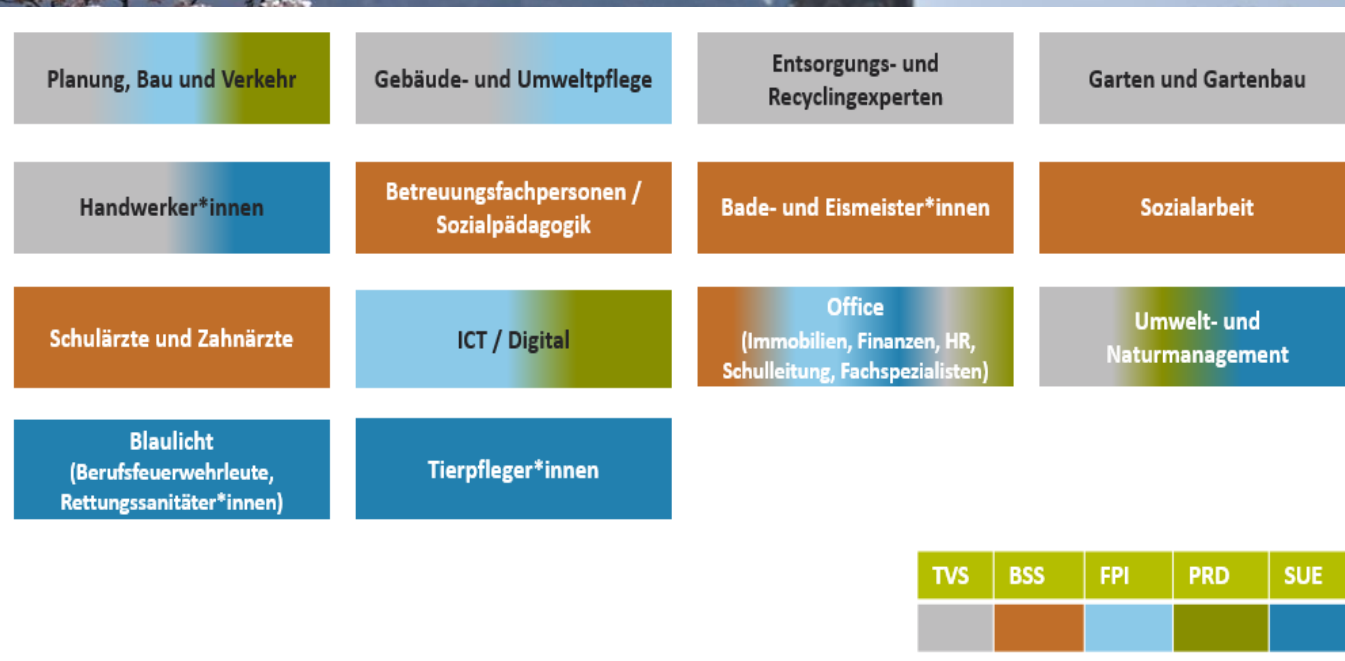 Planung, Bau und Verkehr
Gebäude- und Umweltpflege
Entsorgungs- und
Recyclingexperten
Garten und Gartenbau
Handwerker*innen
Betreuungsfachpersonen /
Sozialpädagogik
Bade- und Eismeister*innen
Sozialarbeit
Schulärzte und Zahnärzte
ICT / Digital
Office
(Immobilien, Finanzen, HR,
Schulleitung, Fachspezialisten)
Umwelt- und
Naturmanagement
Blaulicht
(Berufsfeuerwehrleute,
Rettungssanitäter*innen)
Tierpfleger*innen
TVS BSS FPI PRD SUE